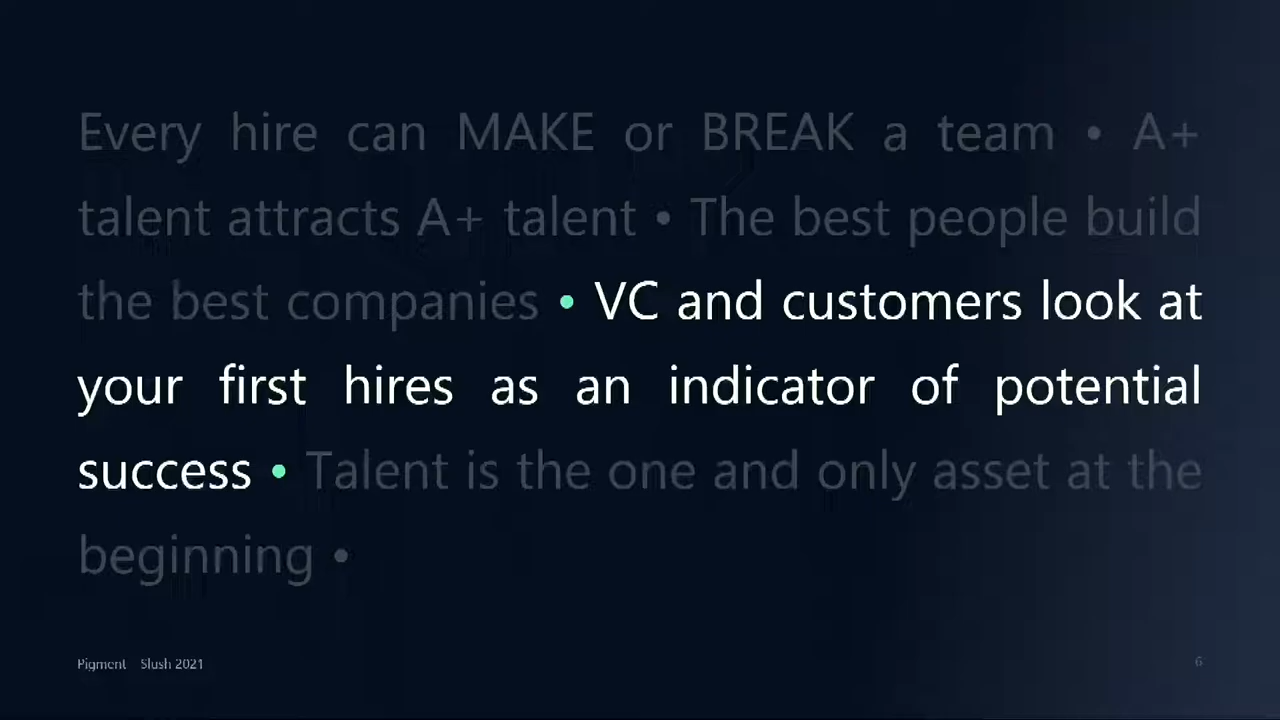 Every hire can MAKE or BREAK a team • A+
talent attracts A+ talent • The best people build
the best companies • VC and customers look at
your first hires as an indicator of potential
success • Talent is the one and only asset at the
beginning •
Pigment Slush 2021
6